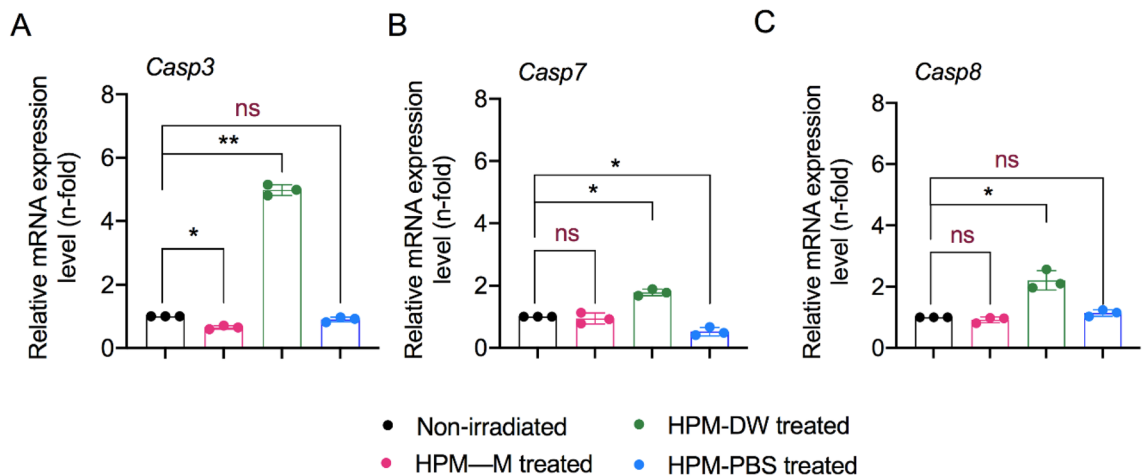 A
B
C
Casp3
Casp7
Casp8
Relative mRNA expression
level (n-fold)
8
6
4
2
0
ns
**
*
Relative mRNA expression
level (n-fold)
8
6
4
2
0
*
*
ns
Relative mRNA expression
level (n-fold)
8
6
4
2
0
ns
*
ns
Non-irradiated
HPM-DW treated
HPM—M treated
HPM-PBS treated